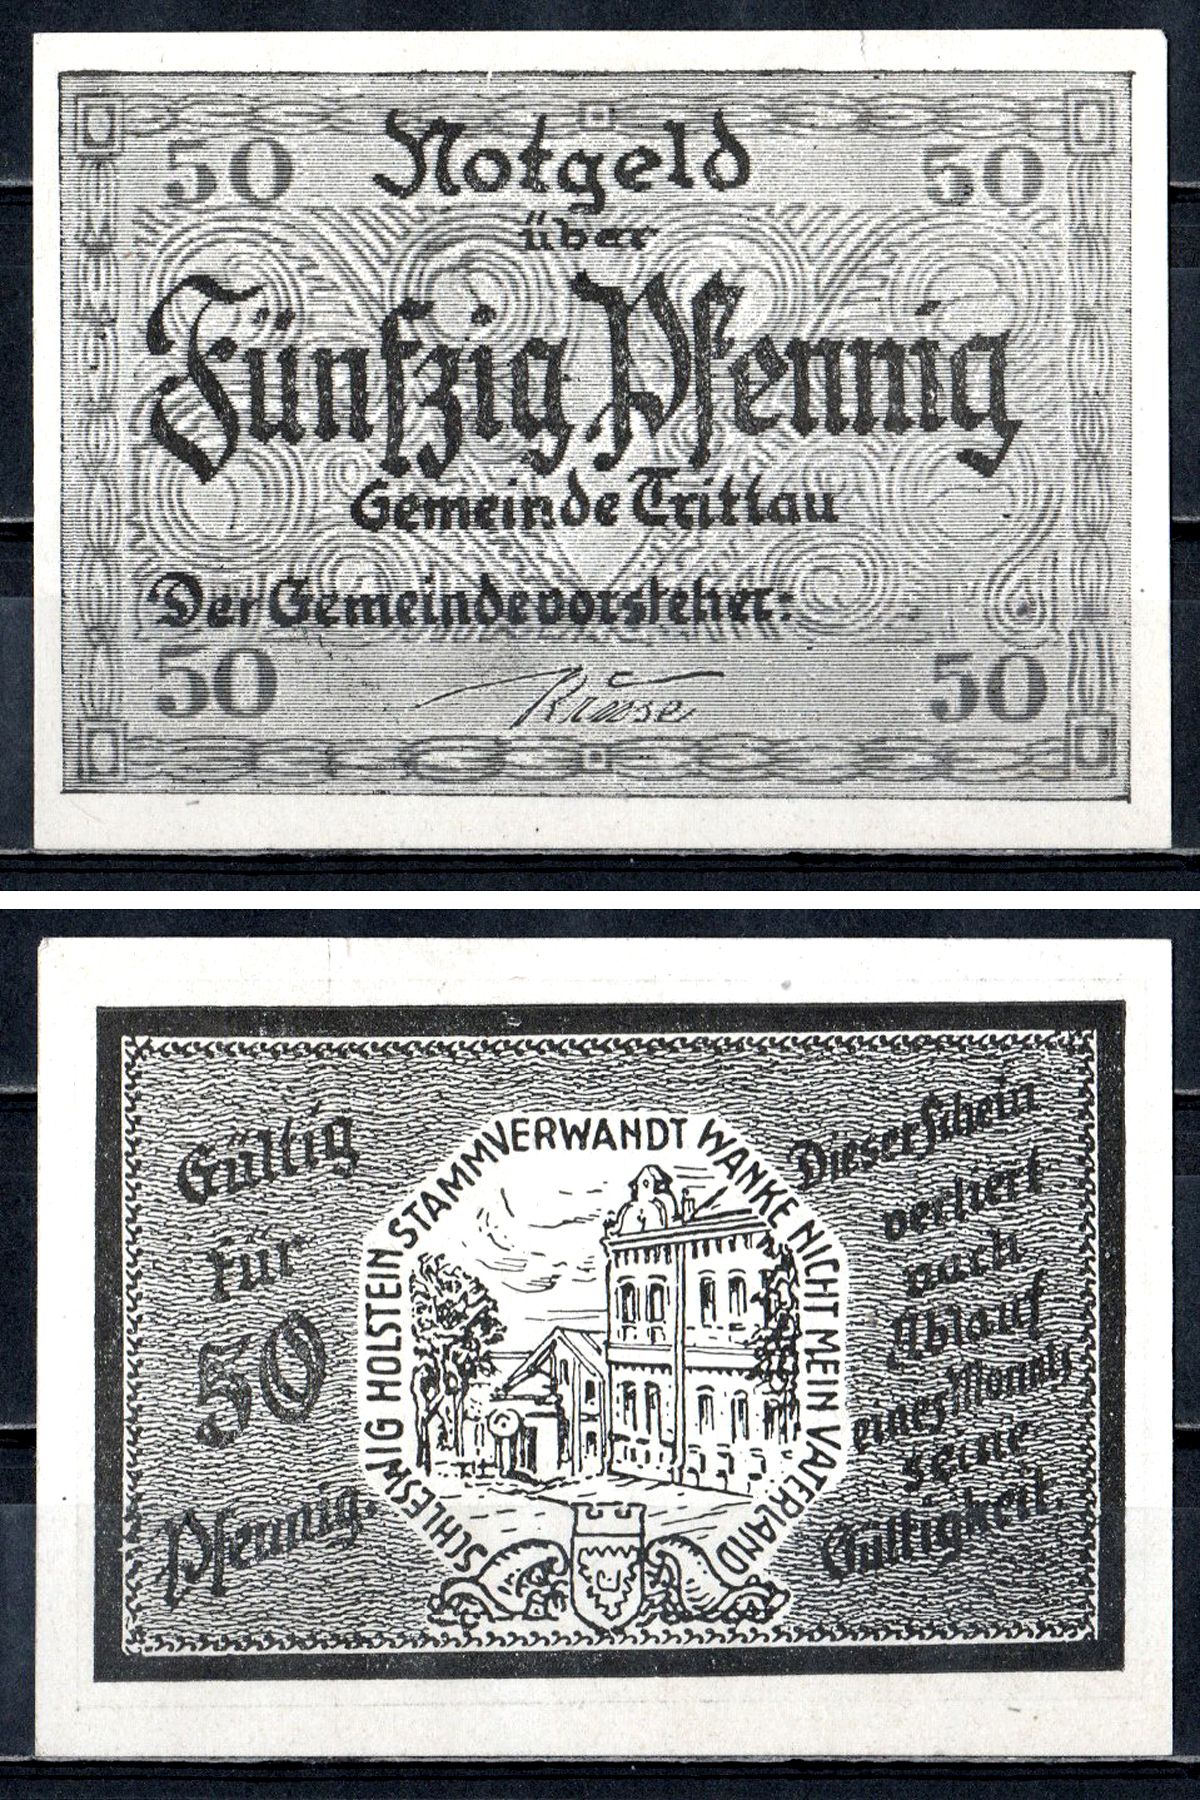 50
Notgeld
50
über
Fünfzig Pfennig
Gemeinde Trittau
Der Gemeindevorsteher:
50
50
Gültig
für
50
Pfennig.
SCHLESWIG HOLSTEIN STAMMVERWANDT WANKE NICHT MEIN VATERLAND
Dieser Schein
verliert
nach
Ablauf
eines Monats
seine
Gültigkeit.